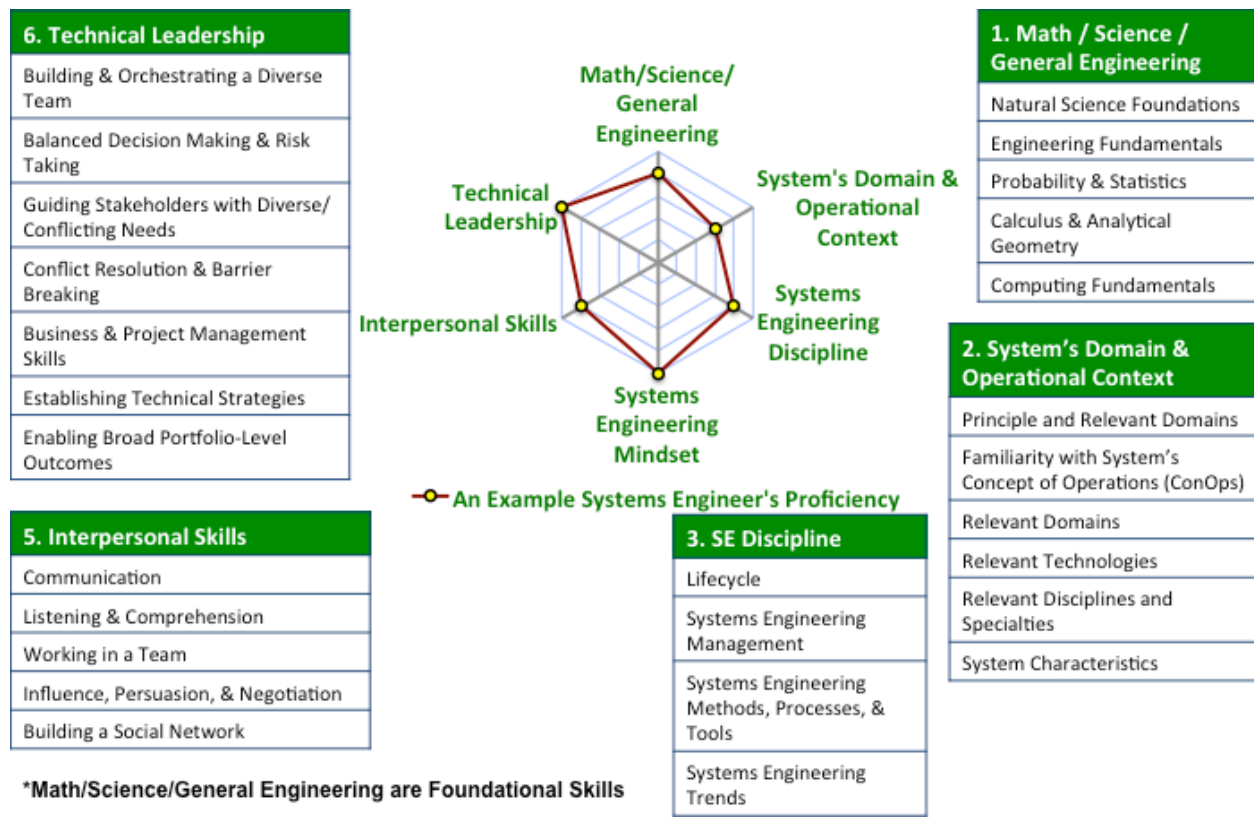 6. Technical Leadership
Building & Orchestrating a Diverse
Team
Balanced Decision Making & Risk
Taking
Guiding Stakeholders with Diverse/
Conflicting Needs
Conflict Resolution & Barrier
Breaking
Business & Project Management
Skills
Establishing Technical Strategies
Enabling Broad Portfolio-Level
Outcomes
Math/Science/
General
Engineering
Technical
Leadership
System's Domain &
Operational
Context
Interpersonal Skills
Systems
Engineering
Discipline
Systems
Engineering
Mindset
An Example Systems Engineer's Proficiency
1. Math / Science /
General Engineering
Natural Science Foundations
Engineering Fundamentals
Probability & Statistics
Calculus & Analytical
Geometry
Computing Fundamentals
2. System’s Domain &
Operational Context
Principle and Relevant Domains
Familiarity with System’s
Concept of Operations (ConOps)
Relevant Domains
Relevant Technologies
Relevant Disciplines and
Specialties
System Characteristics
5. Interpersonal Skills
Communication
Listening & Comprehension
Working in a Team
Influence, Persuasion, & Negotiation
Building a Social Network
3. SE Discipline
Lifecycle
Systems Engineering
Management
Systems Engineering
Methods, Processes, &
Tools
Systems Engineering
Trends
*Math/Science/General Engineering are Foundational Skills